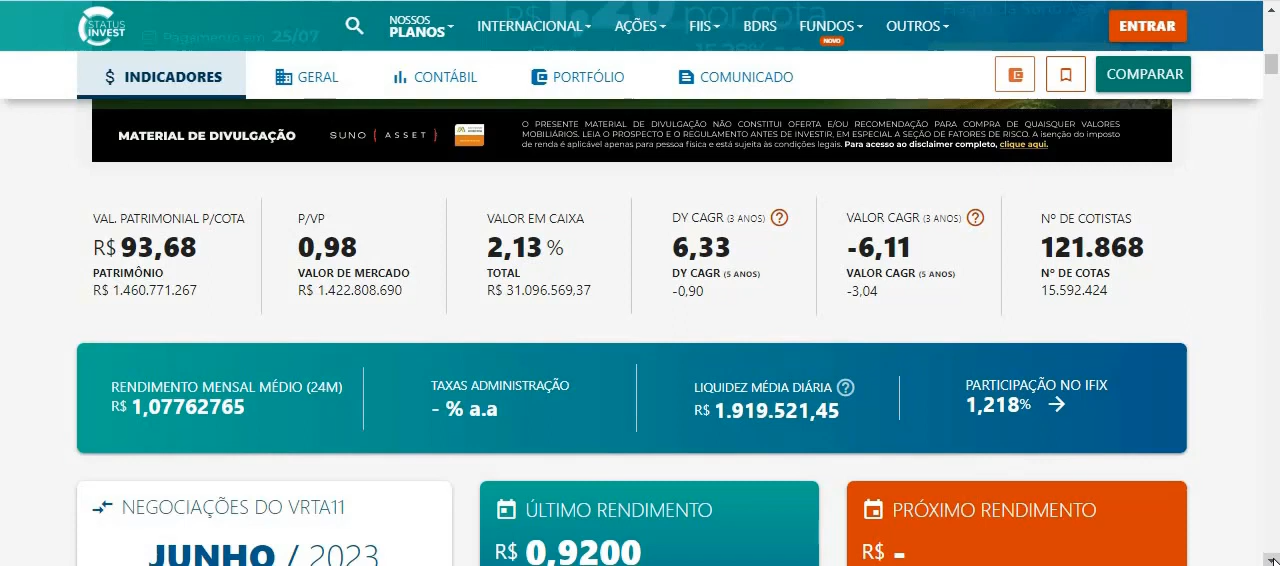 STATUS INVEST
NOSSOS PLANOS
INTERNACIONAL
AÇÕES
FIIS
BDRS
FUNDOS
NOVO
OUTROS
ENTRAR
R$ 1,20 por cota
Pagamento em 25/07
$ INDICADORES
GERAL
CONTÁBIL
PORTFÓLIO
COMUNICADO
COMPARAR
MATERIAL DE DIVULGAÇÃO
SUNO ( ASSET )
O PRESENTE MATERIAL DE DIVULGAÇÃO NÃO CONSTITUI OFERTA E/OU RECOMENDAÇÃO PARA COMPRA DE QUAISQUER VALORES
MOBILIÁRIOS. LEIA O PROSPECTO E O REGULAMENTO ANTES DE INVESTIR, EM ESPECIAL A SEÇÃO DE FATORES DE RISCO. A isenção do imposto
de renda é aplicável apenas para pessoa física e está sujeita às condições legais. Para acesso ao disclaimer completo, clique aqui.
VAL. PATRIMONIAL P/COTA
R$ 93,68
PATRIMÔNIO
R$ 1.460.771.267
P/VP
0,98
VALOR DE MERCADO
R$ 1.422.808.690
VALOR EM CAIXA
2,13 %
TOTAL
R$ 31.096.569,37
DY CAGR (3 ANOS) ?
6,33
DY CAGR (5 ANOS)
-0,90
VALOR CAGR (3 ANOS) ?
-6,11
VALOR CAGR (5 ANOS)
-3,04
Nº DE COTISTAS
121.868
Nº DE COTAS
15.592.424
RENDIMENTO MENSAL MÉDIO (24M)
R$ 1,07762765
TAXAS ADMINISTRAÇÃO
- % a.a
LIQUIDEZ MÉDIA DIÁRIA ?
R$ 1.919.521,45
PARTICIPAÇÃO NO IFIX
1,218%
NEGOCIAÇÕES DO VRTA11
JUNHO / 2023
ÚLTIMO RENDIMENTO
R$ 0,9200
PRÓXIMO RENDIMENTO
R$ -